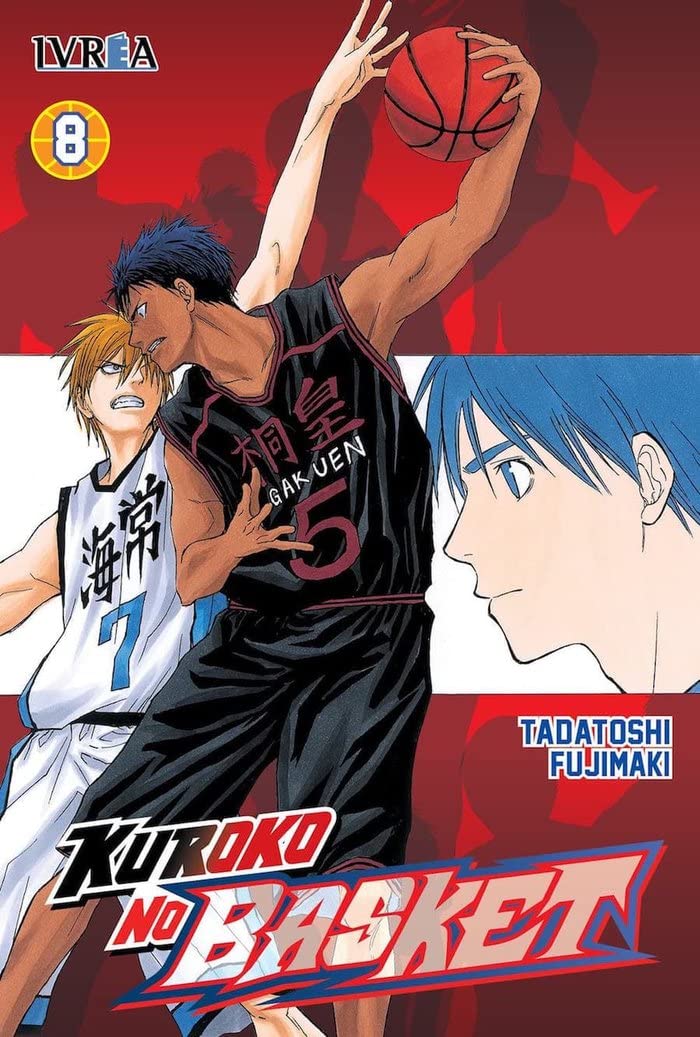 IVREA
8
桐皇
GAKUEN
5
海常
7
TADATOSHI
FUJIMAKI
KUROKO
NO BASKET